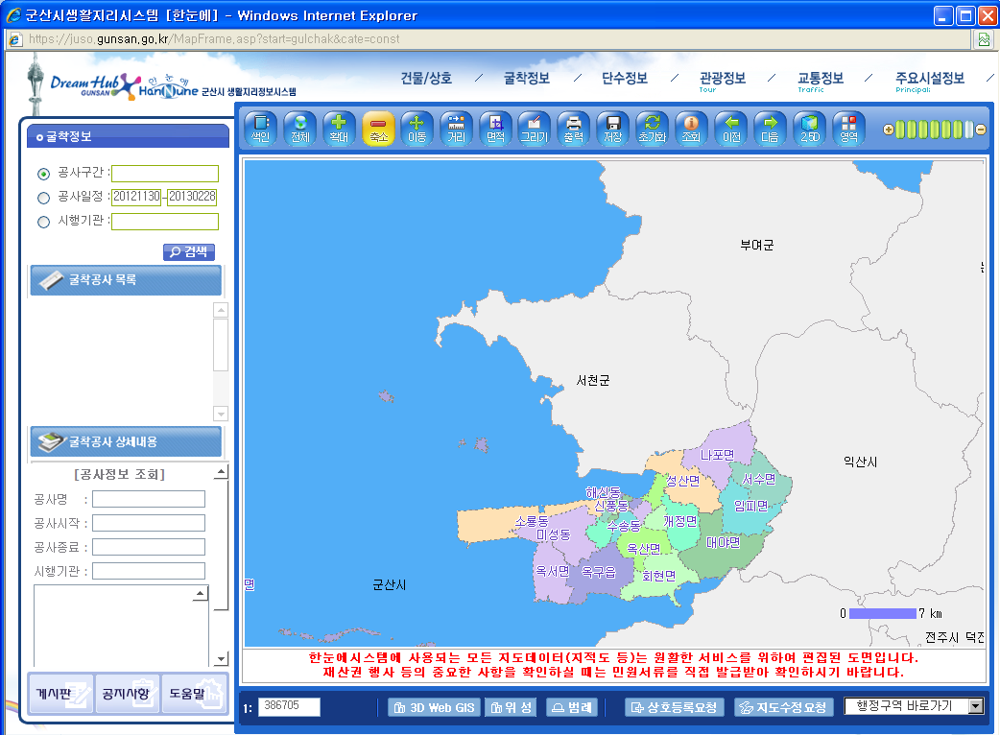 군산시생활지리시스템 [한눈에] - Windows Internet Explorer
https://juso.gunsan.go.kr/MapFrame.asp?start=gulchak&cate=const
Dream Hub GUNSAN 한눈에 HanNune 군산시 생활지리정보시스템
건물/상호 / 굴착정보 / 단수정보 / 관광정보 / 교통정보 / 주요시설정보 /
Tour Traffic Principals
굴착정보
색인 전체 확대 축소 이동 거리 면적 그리기 출력 저장 초기화 조회 이전 다음 2.5D 영역
공사구간 :
공사일정 : 20121130 - 20130228
시행기관 :
검색
굴착공사 목록
굴착공사 상세내용
[공사정보 조회]
공사명 :
공사시작 :
공사종료 :
시행기관 :
게시판 공지사항 도움말
부여군
서천군
익산시
나포면
성산면
서수면
해신동
신풍동
임피면
소룡동
수송동
개정면
미성동
대야면
옥산면
옥서면
옥구읍
회현면
군산시
면
0 7 km
전주시 덕진
한눈에시스템에 사용되는 모든 지도데이터(지적도 등)는 원활한 서비스를 위하여 편집된 도면입니다.
재산권 행사 등의 중요한 사항을 확인하실 때는 민원서류를 직접 발급받아 확인하시기 바랍니다.
1: 386705 3D Web GIS 위 성 범례 상호등록요청 지도수정요청 행정구역 바로가기